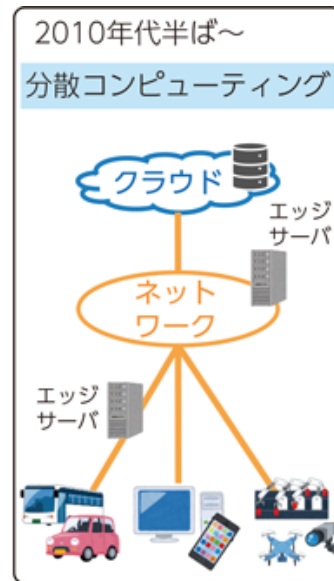 2010年代半ば～
分散コンピューティング
クラウド
エッジ
サーバ
ネット
ワーク
エッジ
サーバ